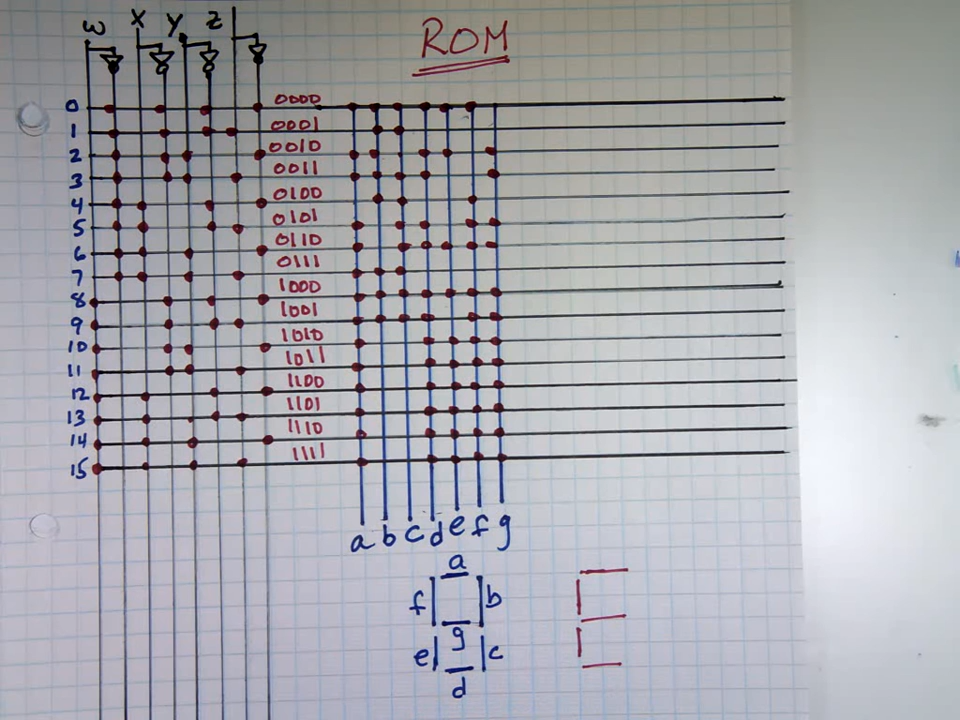 W X Y Z
ROM
0 0000
1 0001
2 0010
3 0011
4 0100
5 0101
6 0110
7 0111
8 1000
9 1001
10 1010
11 1011
12 1100
13 1101
14 1110
15 1111
a b c d e f g
a
f b
g
e c
d